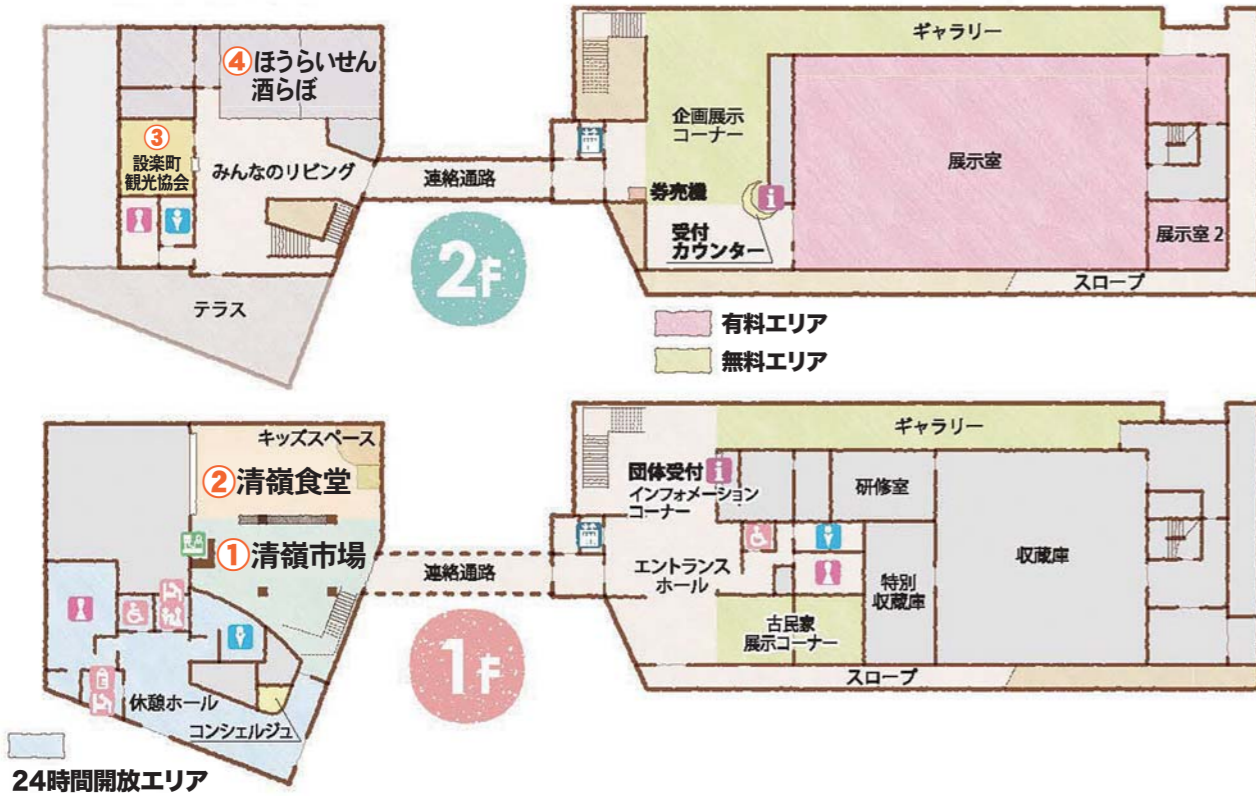 ギャラリー
④ほうらいせん
酒らぼ
企画展示
コーナー
③
設楽町
観光協会
みんなのリビング
連絡通路
展示室
券売機
受付
カウンター
展示室 2
2F
テラス
スロープ
有料エリア
無料エリア
キッズスペース
ギャラリー
②清嶺食堂
団体受付
インフォメーション
コーナー
研修室
①清嶺市場
連絡通路
エントランス
ホール
特別
収蔵庫
収蔵庫
古民家
展示コーナー
1F
スロープ
休憩ホール
コンシェルジュ
24時間開放エリア